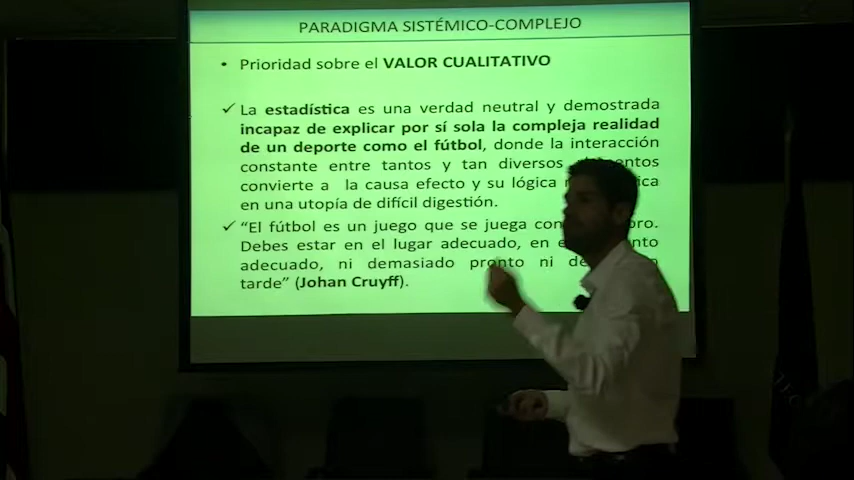 PARADIGMA SISTÉMICO-COMPLEJO
• Prioridad sobre el VALOR CUALITATIVO
✓ La estadística es una verdad neutral y demostrada
incapaz de explicar por sí sola la compleja realidad
de un deporte como el fútbol, donde la interacción
constante entre tantos y tan diversos
convierte a la causa efecto y su lógica
en una utopía de difícil digestión.
✓ "El fútbol es un juego que se juega con
Debes estar en el lugar adecuado, en
adecuado, ni demasiado pronto ni
tarde" (Johan Cruyff).